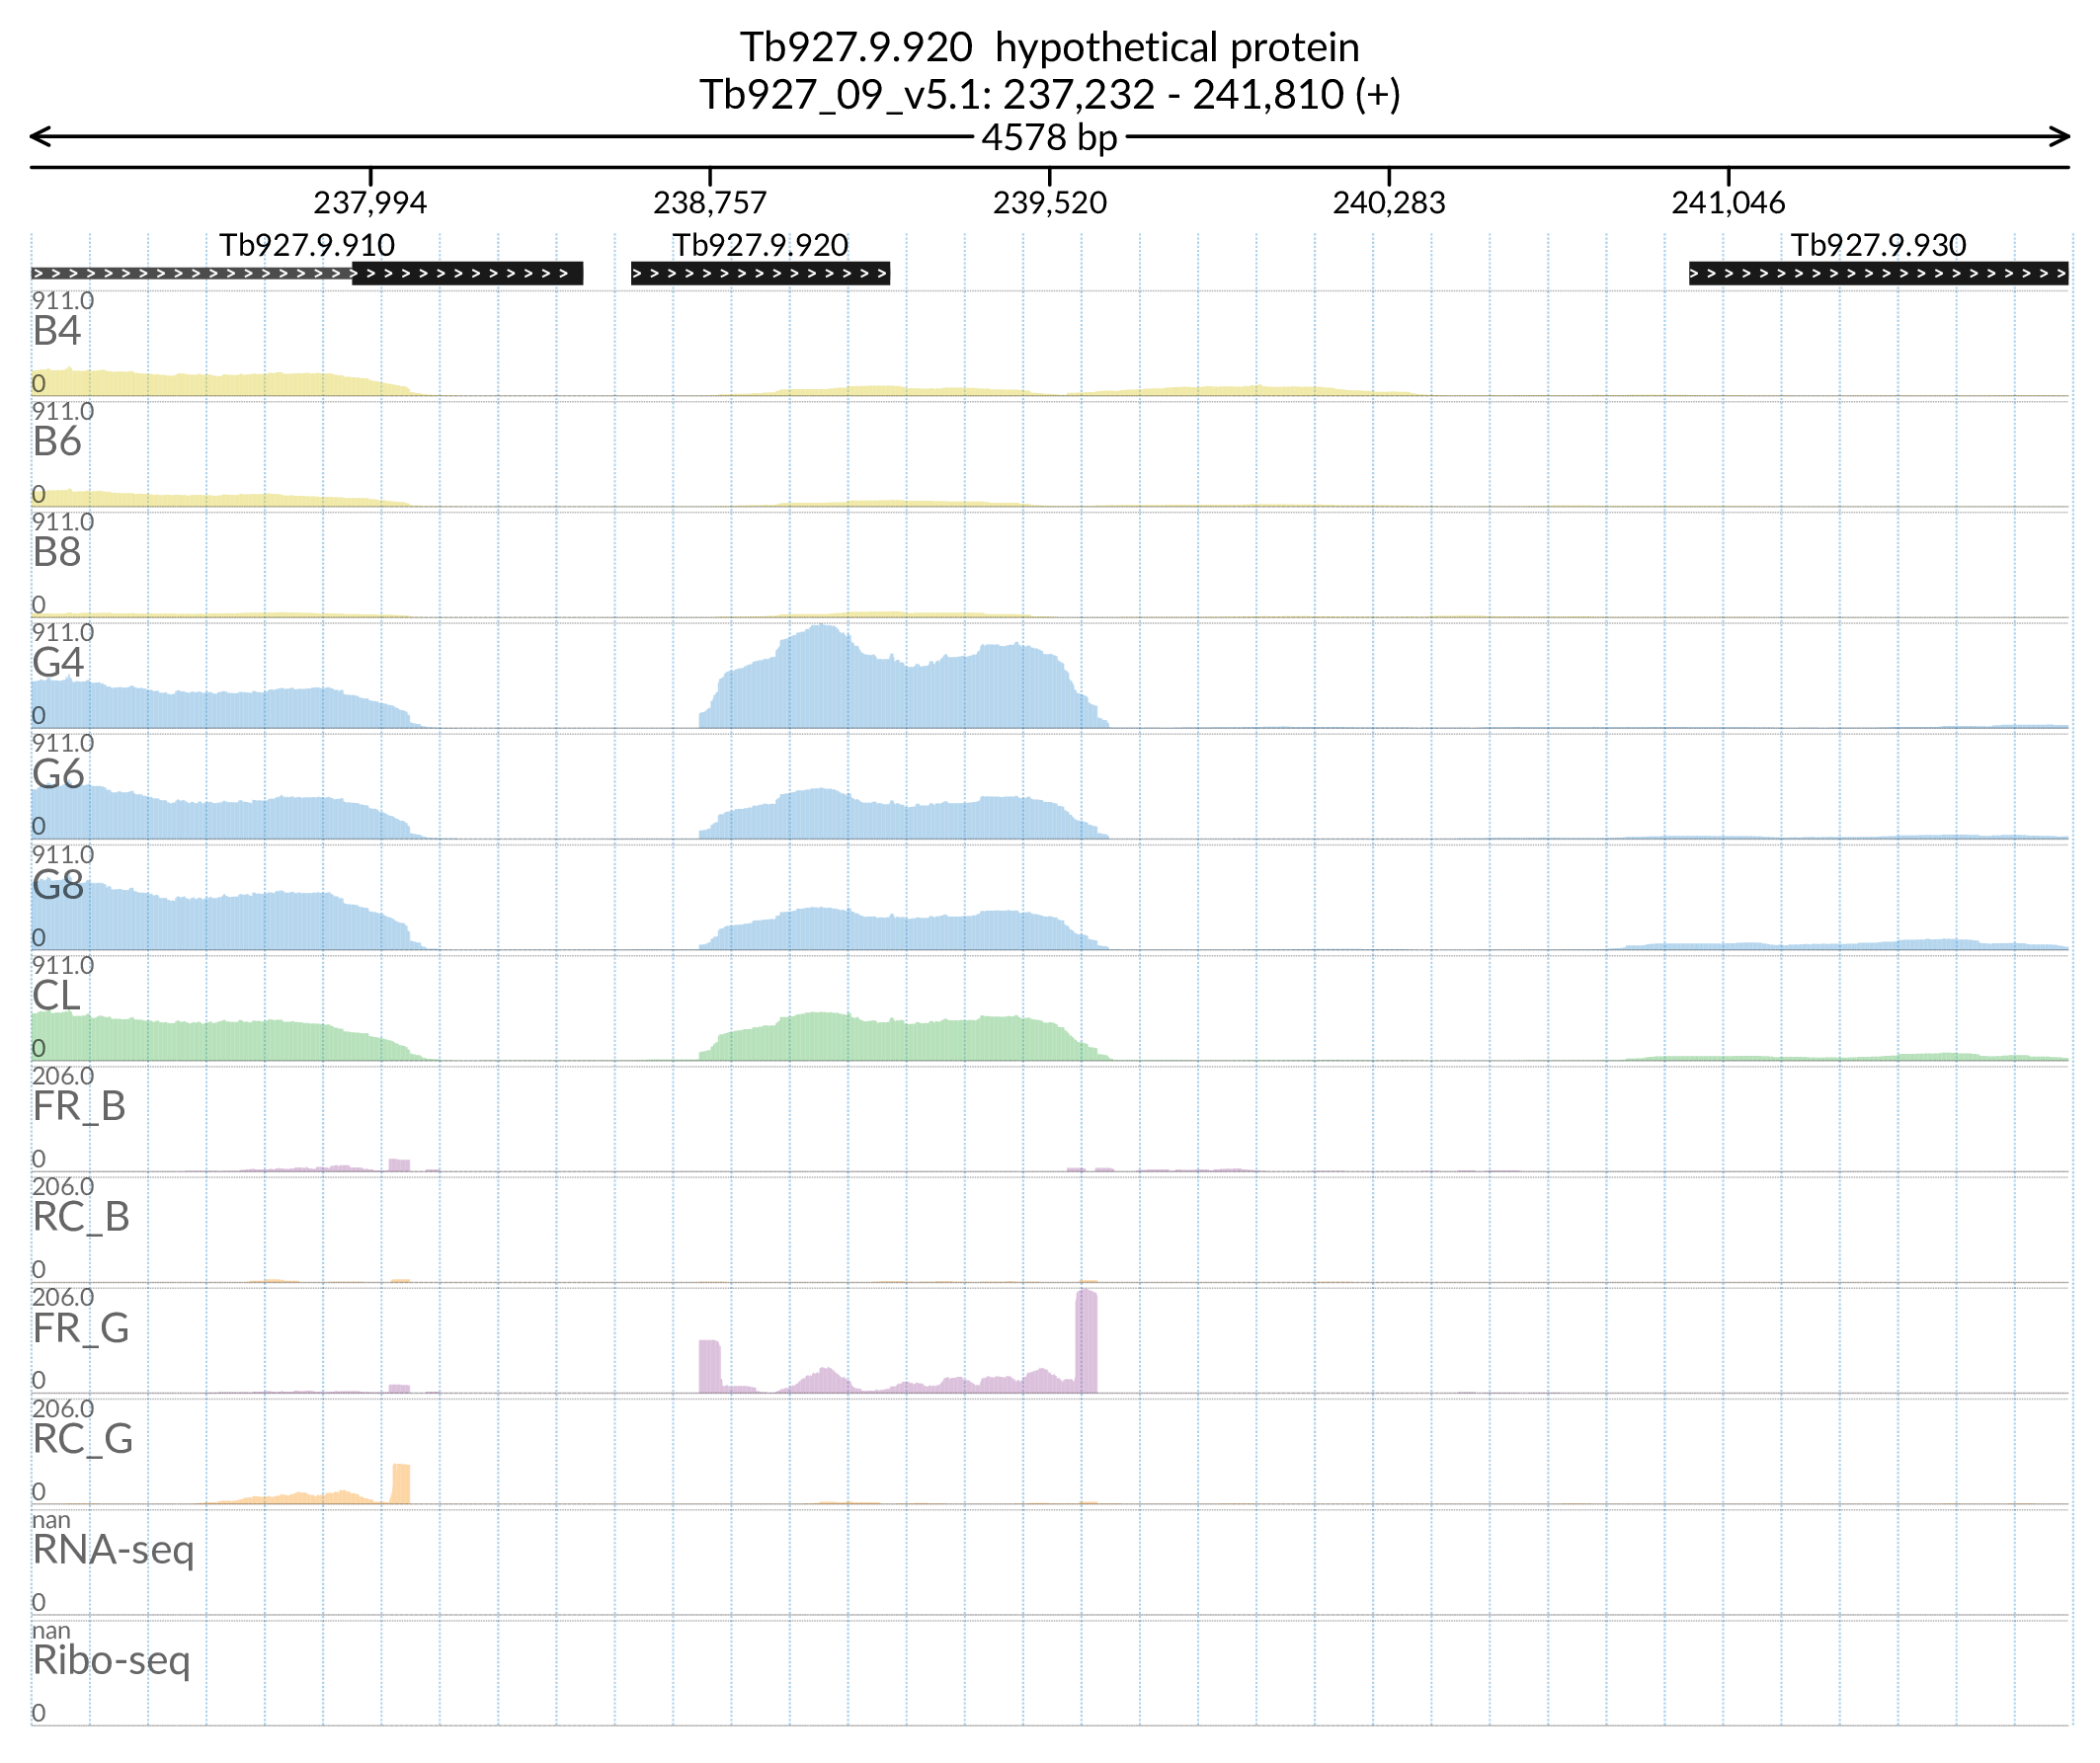 Tb927.9.920  hypothetical protein
Tb927_09_v5.1: 237,232 - 241,810 (+)
4578 bp
237,994 238,757 239,520 240,283 241,046
Tb927.9.910 Tb927.9.920 Tb927.9.930
911.0
B4
0
911.0
B6
0
911.0
B8
0
911.0
G4
0
911.0
G6
0
911.0
G8
0
911.0
CL
0
206.0
FR_B
0
206.0
RC_B
0
206.0
FR_G
0
206.0
RC_G
0
nan
RNA-seq
0
nan
Ribo-seq
0